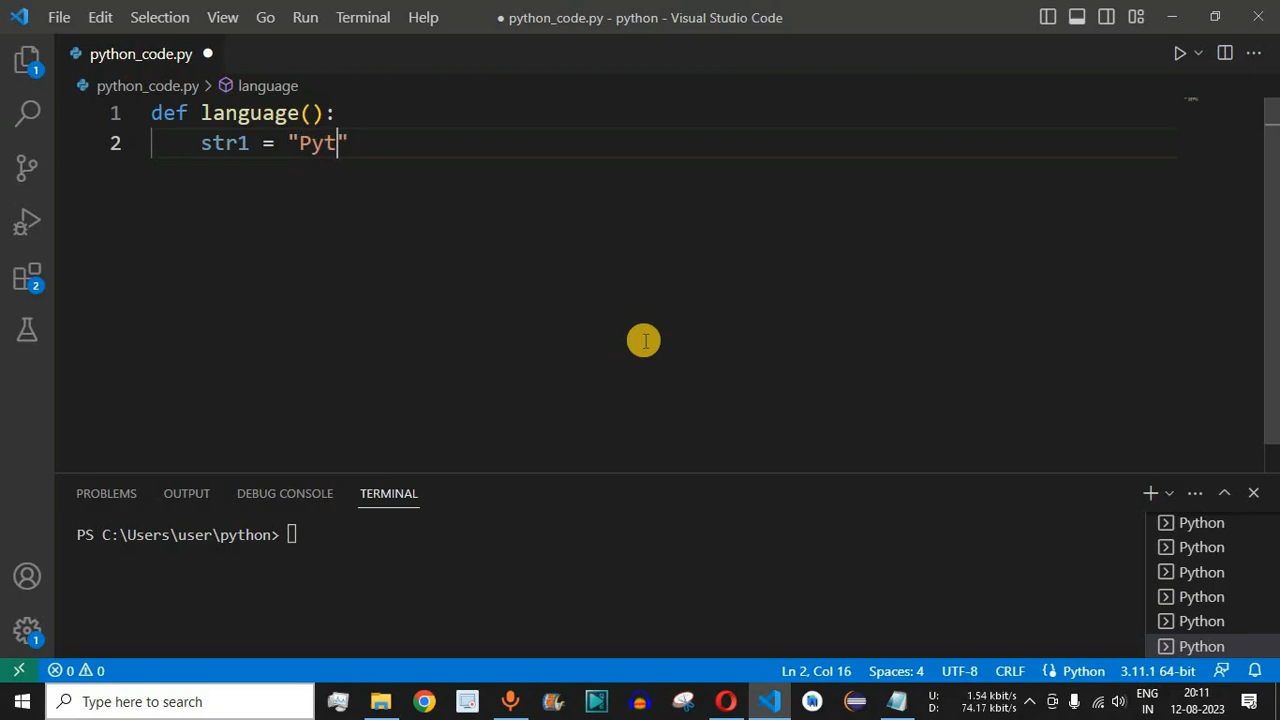 File Edit Selection View Go Run Terminal Help ● python_code.py - python - Visual Studio Code
python_code.py ●
1
python_code.py > language
1 def language():
2 str1 = "Pyt"
2
PROBLEMS OUTPUT DEBUG CONSOLE TERMINAL
PS C:\Users\user\python>
Python
Python
Python
Python
Python
Python
1
0 0 Ln 2, Col 16 Spaces: 4 UTF-8 CRLF Python 3.11.1 64-bit
Type here to search
U: 1.54 kbit/s
D: 74.17 kbit/s
ENG
IN
20:11
12-08-2023